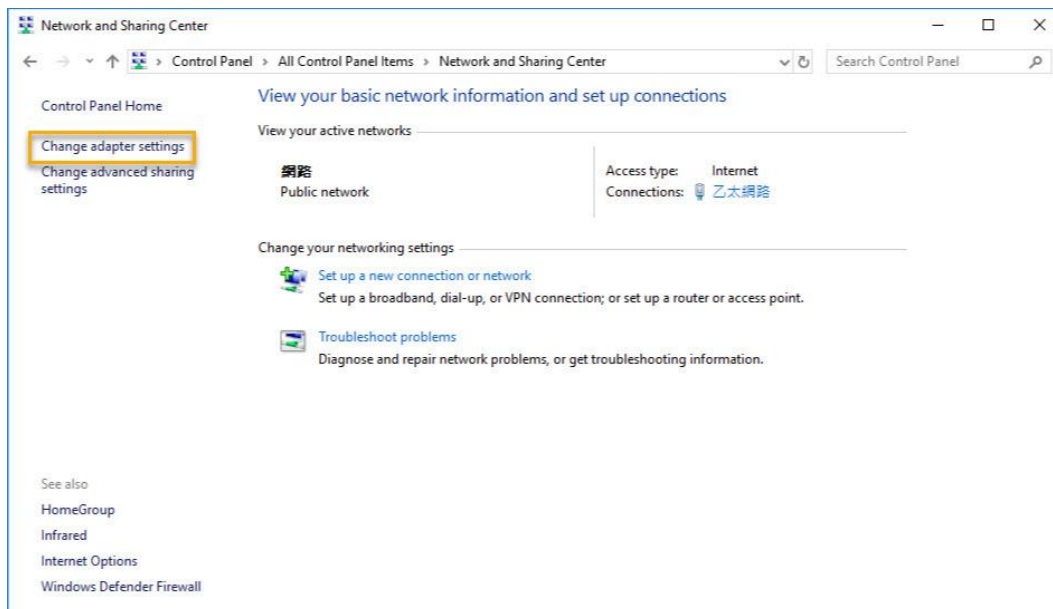 Network and Sharing Center
Control Panel > All Control Panel Items > Network and Sharing Center
Search Control Panel
Control Panel Home
Change adapter settings
Change advanced sharing
settings
View your basic network information and set up connections
View your active networks
網路
Public network
Access type: Internet
Connections: 乙太網路
Change your networking settings
Set up a new connection or network
Set up a broadband, dial-up, or VPN connection; or set up a router or access point.
Troubleshoot problems
Diagnose and repair network problems, or get troubleshooting information.
See also
HomeGroup
Infrared
Internet Options
Windows Defender Firewall